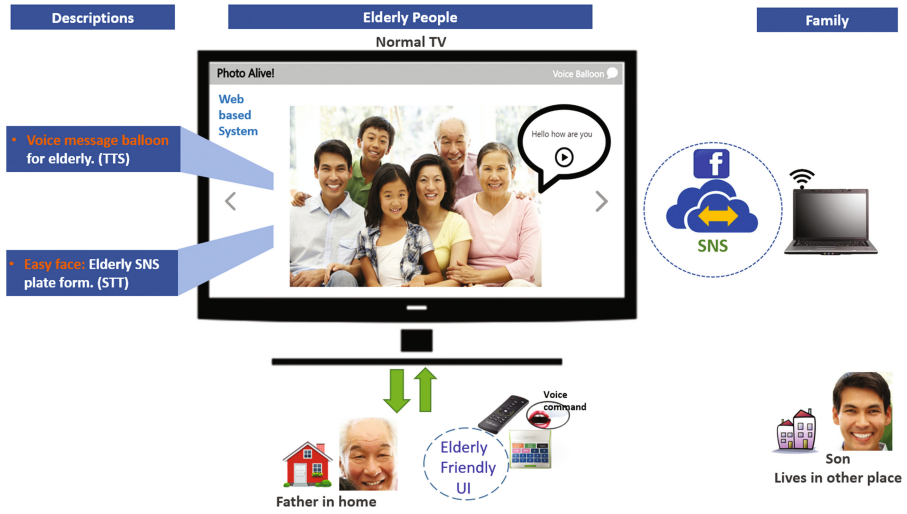 Descriptions
Elderly People
Family
Normal TV
Photo Alive!
Voice Balloon
Web
based
System
Hello how are you
• Voice message balloon
for elderly. (TTS)
• Easy face: Elderly SNS
plate form. (STT)
f
SNS
Voice
command
Elderly
Friendly
UI
Father in home
Son
Lives in other place